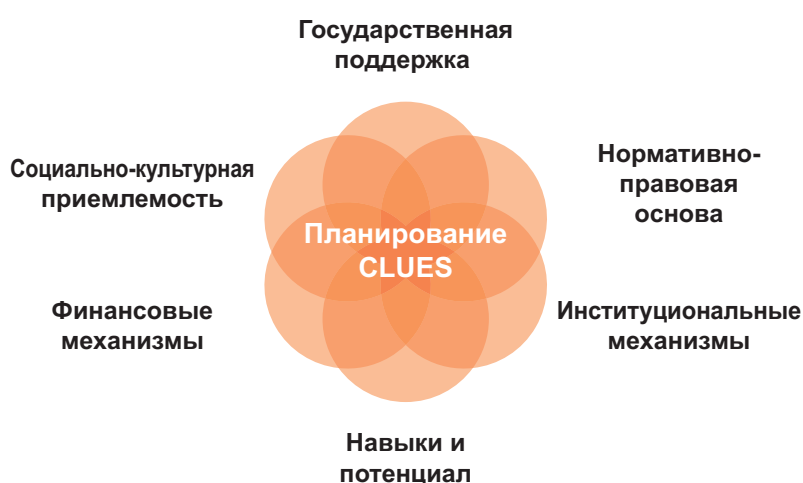 Государственная
поддержка
Нормативно-
правовая
основа
Институциональные
механизмы
Навыки и
потенциал
Финансовые
механизмы
Социально-культурная
приемлемость
Планирование
CLUES